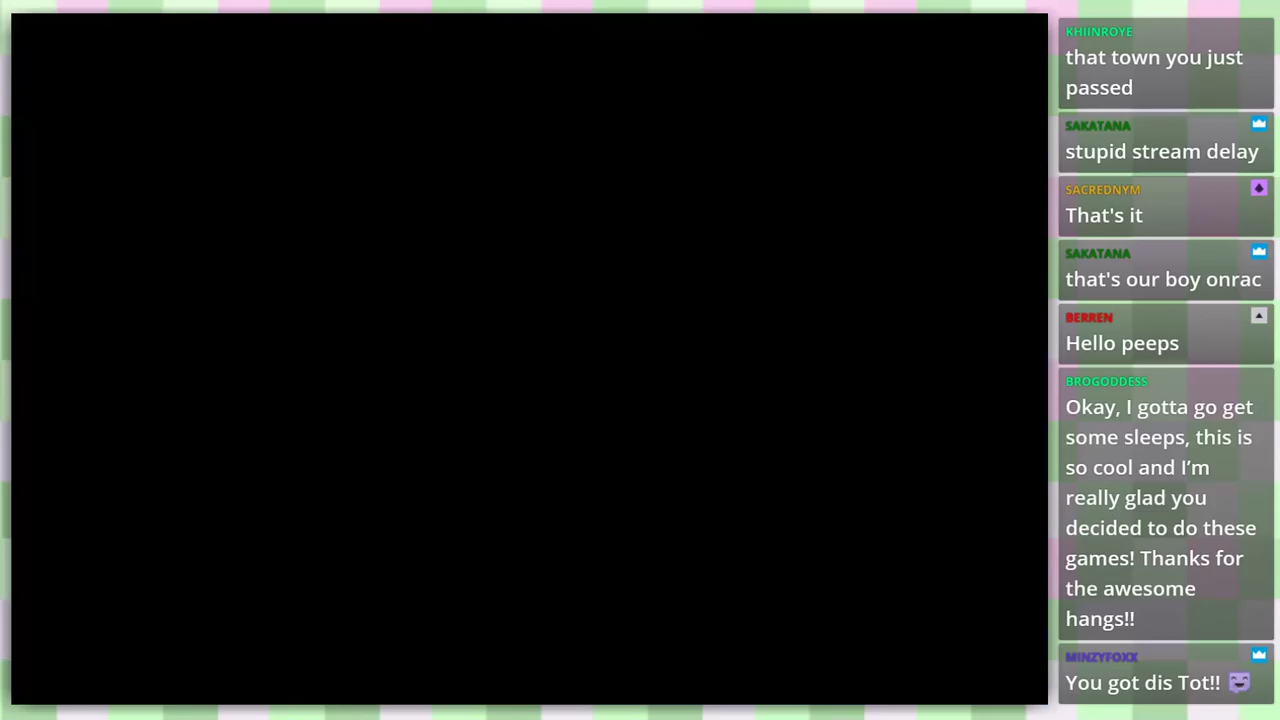 KHIINROYE
that town you just
passed
SAKATANA
stupid stream delay
SACREDNYM
That's it
SAKATANA
that's our boy onrac
BERREN
Hello peeps
BROGODDESS
Okay, I gotta go get
some sleeps, this is
so cool and I’m
really glad you
decided to do these
games! Thanks for
the awesome
hangs!!
MINZYFOXX
You got dis Tot!!